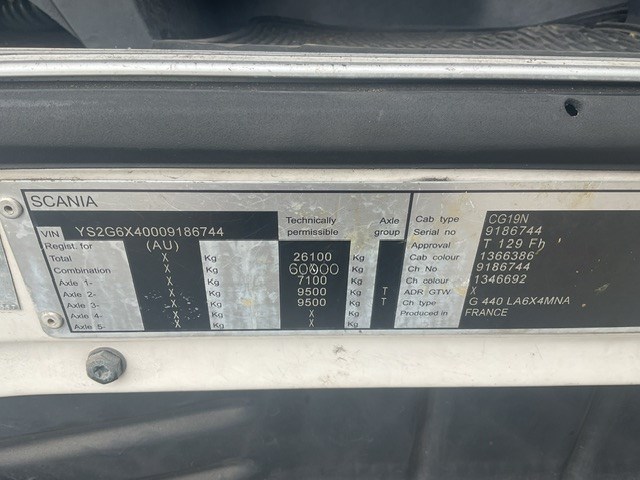 SCANIA
VIN YS2G6X40009186744 Technically permissible Axle group Cab type CG19N
Serial no 9186744
Regist. for (AU) Approval T 129 Fh
Total X Kg 26100 Kg Cab colour 1366386
Combination X Kg 60000 Kg Ch No 9186744
Axle 1- X Kg 7100 Kg Ch colour 1346692
Axle 2- X Kg 9500 Kg T ADR GTW X
Axle 3- X Kg 9500 Kg T Ch type G 440 LA6X4MNA
Axle 4- X Kg X Kg Produced in FRANCE
Axle 5- X Kg X Kg